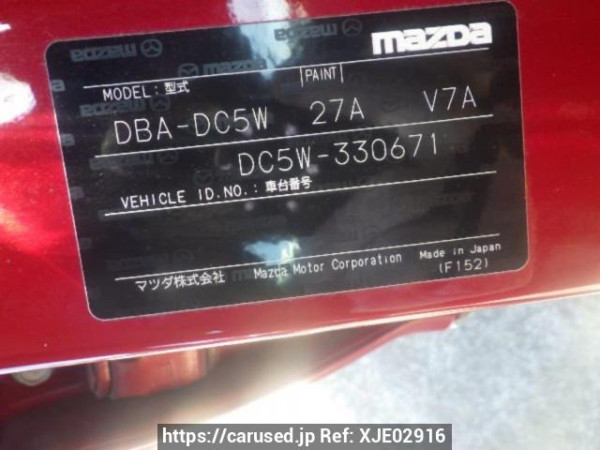 mazda
MODEL: 型式 |PAINT|
DBA-DC5W 27A V7A
DC5W-330671
VEHICLE ID.NO.: 車台番号
マツダ株式会社 Mazda Motor Corporation Made in Japan
(F152)
https://carused.jp Ref: XJE02916